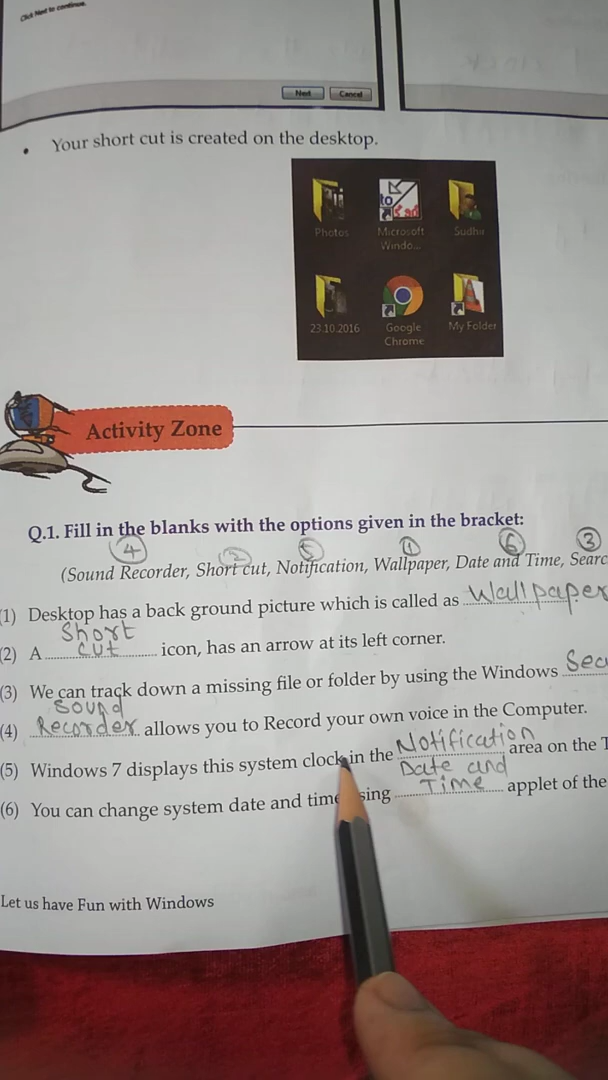 Click Next to continue.
Next Cancel
• Your short cut is created on the desktop.
Photos Microsoft Windo... Sudhir
23.10.2016 Google Chrome My Folder
Activity Zone
Q.1. Fill in the blanks with the options given in the bracket:
4 2 5 1 6 3
(Sound Recorder, Short cut, Notification, Wallpaper, Date and Time, Searc
1) Desktop has a back ground picture which is called as Wallpaper
(2) A Short cut icon, has an arrow at its left corner.
(3) We can track down a missing file or folder by using the Windows Sea
(4) Sound Recorder allows you to Record your own voice in the Computer.
(5) Windows 7 displays this system clock in the Notification area on the T
(6) You can change system date and time sing Date and Time applet of the
Let us have Fun with Windows